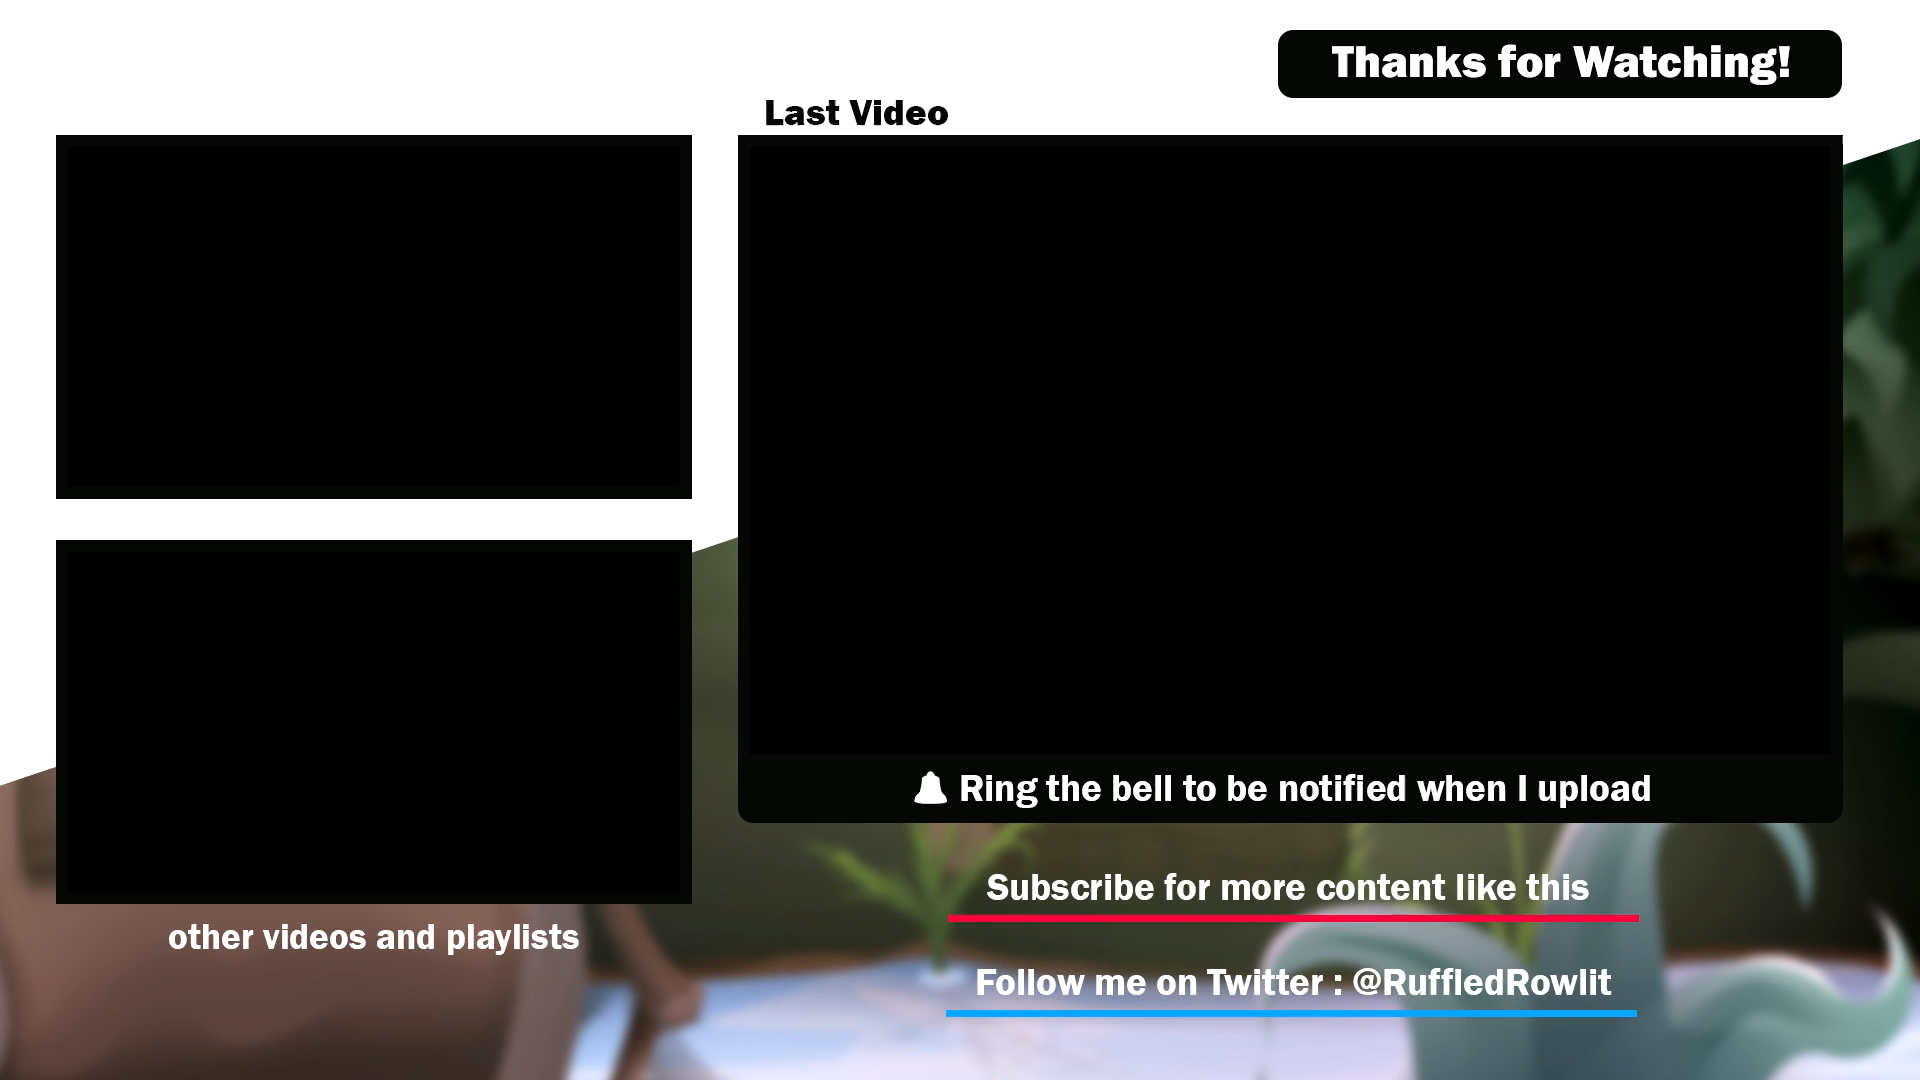 Thanks for Watching!
Last Video
Ring the bell to be notified when I upload
Subscribe for more content like this
other videos and playlists
Follow me on Twitter : @RuffledRowlit